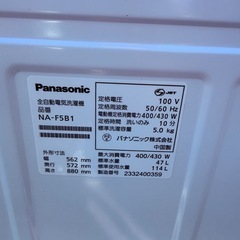 Panasonic
全自動電気洗濯機
品番
NA-F5B1
外形寸法
幅 562 mm
奥行 572 mm
高さ 880 mm
JET
定格電圧 100 V
定格周波数 50/60 Hz
電動機定格消費電力 400/430 W
定格時間 洗いのみ 10 分
標準洗濯容量 5.0 kg
パナソニック株式会社
中国製
最大消費電力 400/430 W
標準水量 47 L
標準使用水量 114 L
製造番号 2332400359